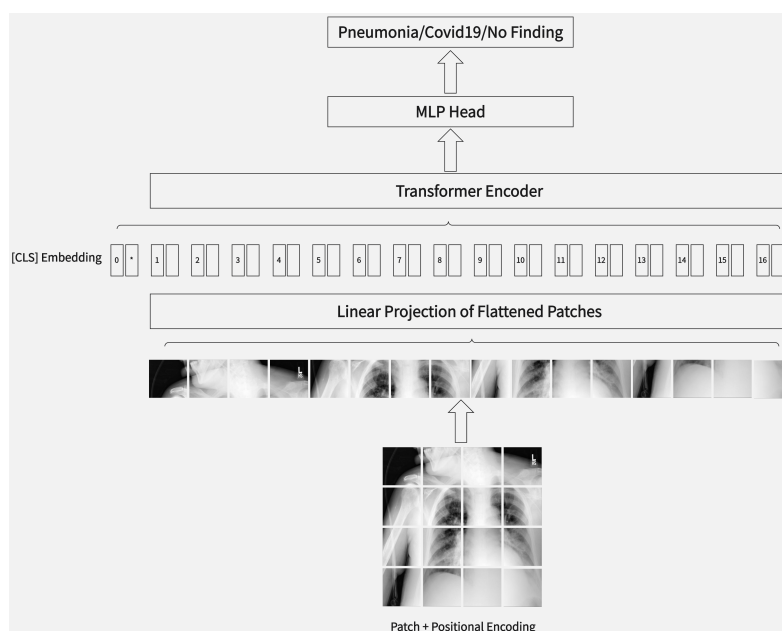 Pneumonia/Covid19/No Finding
MLP Head
Transformer Encoder
[CLS] Embedding 0 * 1 2 3 4 5 6 7 8 9 10 11 12 13 14 15 16
Linear Projection of Flattened Patches
L
L
Patch + Positional Encoding